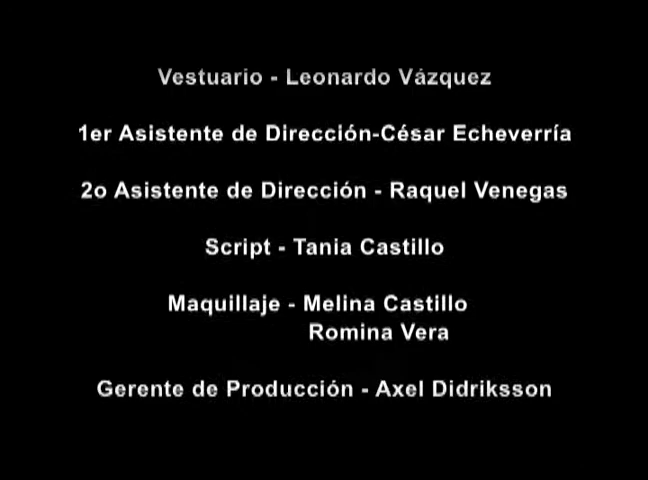 Vestuario - Leonardo Vázquez
1er Asistente de Dirección-César Echeverría
2o Asistente de Dirección - Raquel Venegas
Script - Tania Castillo
Maquillaje - Melina Castillo
Romina Vera
Gerente de Producción - Axel Didriksson